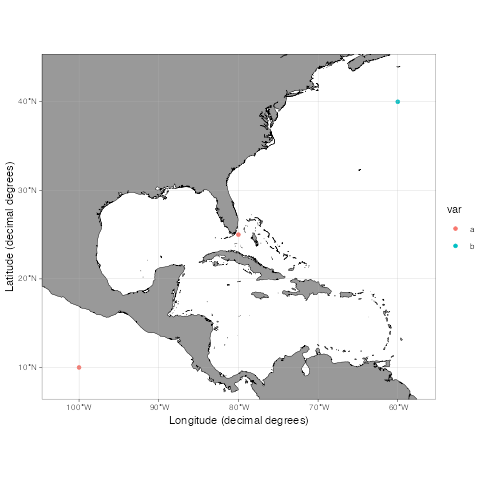 40°N
30°N
20°N
10°N
100°W
90°W
80°W
70°W
60°W
Longitude (decimal degrees)
Latitude (decimal degrees)
var
a
b